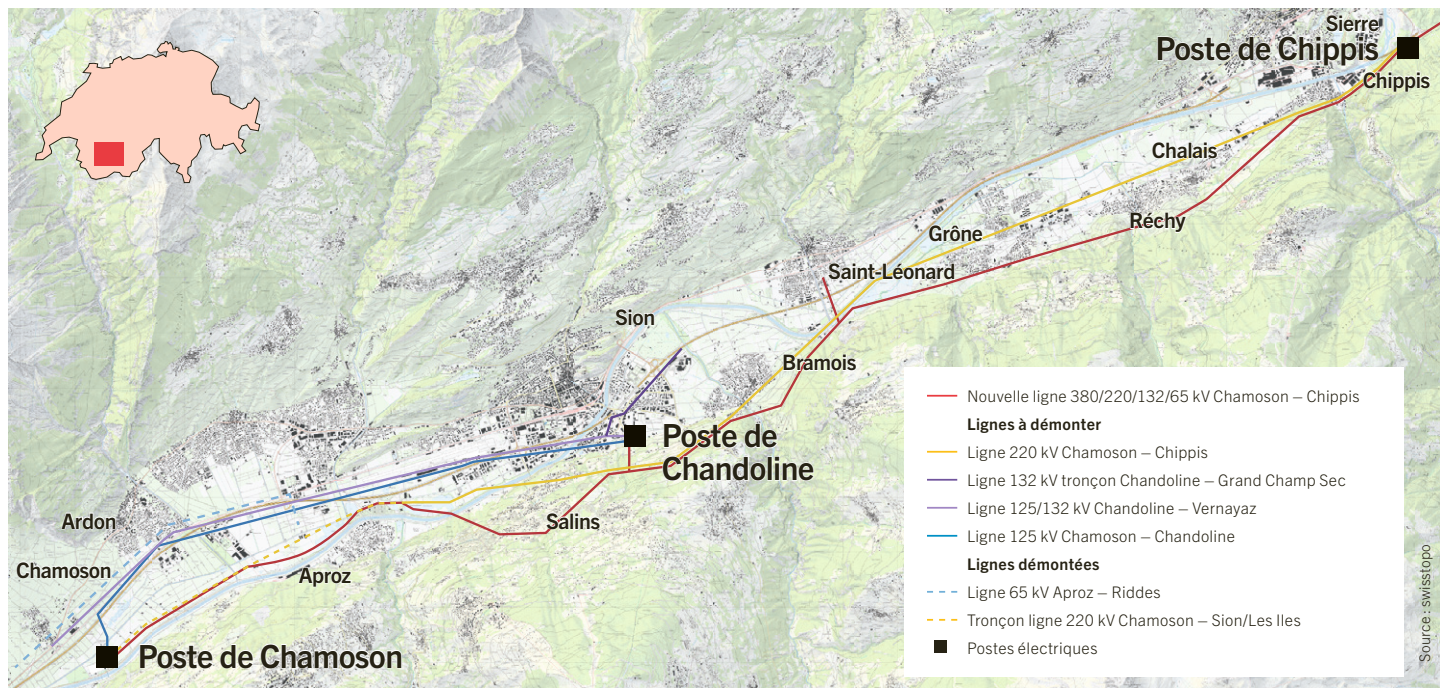 Sierre
Poste de Chippis
Chippis
Chalais
Réchy
Grône
Saint-Léonard
Sion
Bramois
Poste de
Chandoline
Ardon
Salins
Chamoson
Aproz
Poste de Chamoson
Nouvelle ligne 380/220/132/65 kV Chamoson – Chippis
Lignes à démonter
Ligne 220 kV Chamoson – Chippis
Ligne 132 kV tronçon Chandoline – Grand Champ Sec
Ligne 125/132 kV Chandoline – Vernayaz
Ligne 125 kV Chamoson – Chandoline
Lignes démontées
Ligne 65 kV Aproz – Riddes
Tronçon ligne 220 kV Chamoson – Sion/Les Iles
Postes électriques
Source : swisstopo